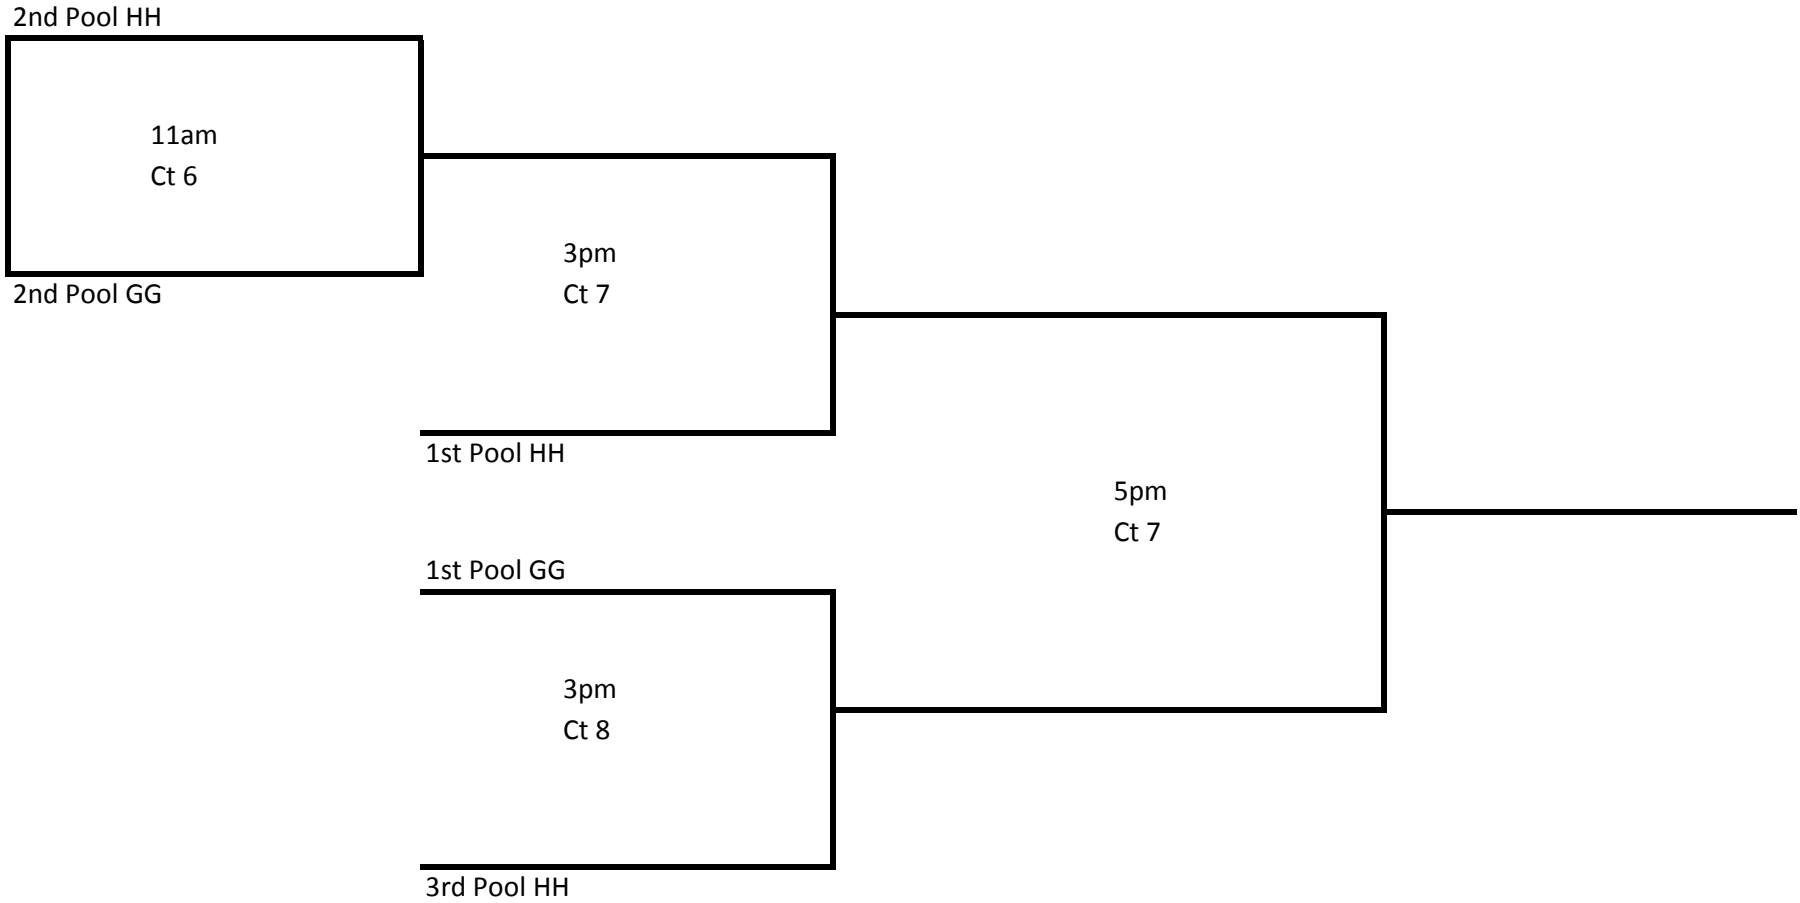 2nd Pool HH
11am
Ct 6
2nd Pool GG
3pm
Ct 7
1st Pool HH
5pm
Ct 7
1st Pool GG
3pm
Ct 8
3rd Pool HH